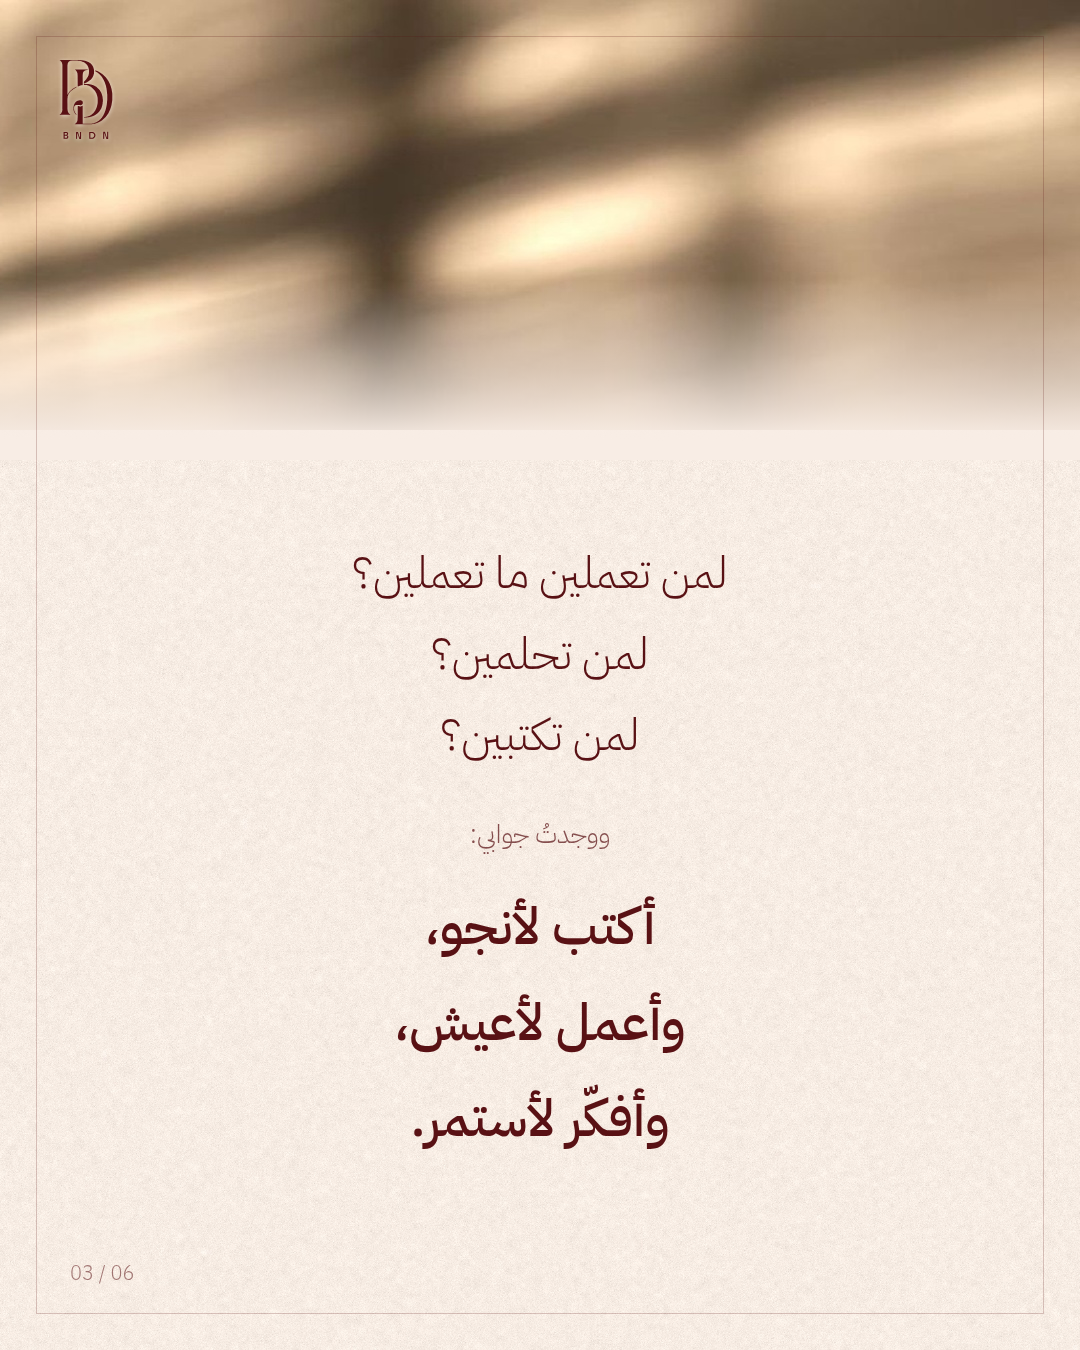 BNDN
لمن تعملين ما تعملين؟
لمن تحلمين؟
لمن تكتبين؟
ووجدتُ جوابي:
أكتب لأنجو،
وأعمل لأعيش،
وأفكّر لأستمر.
03 / 06